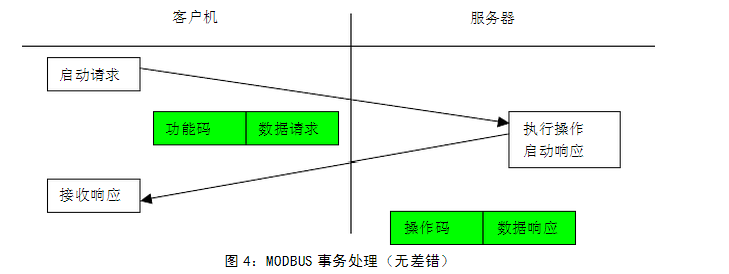 客户机
服务器
启动请求
功能码
数据请求
执行操作
启动响应
接收响应
操作码
数据响应
图 4: MODBUS 事务处理（无差错）